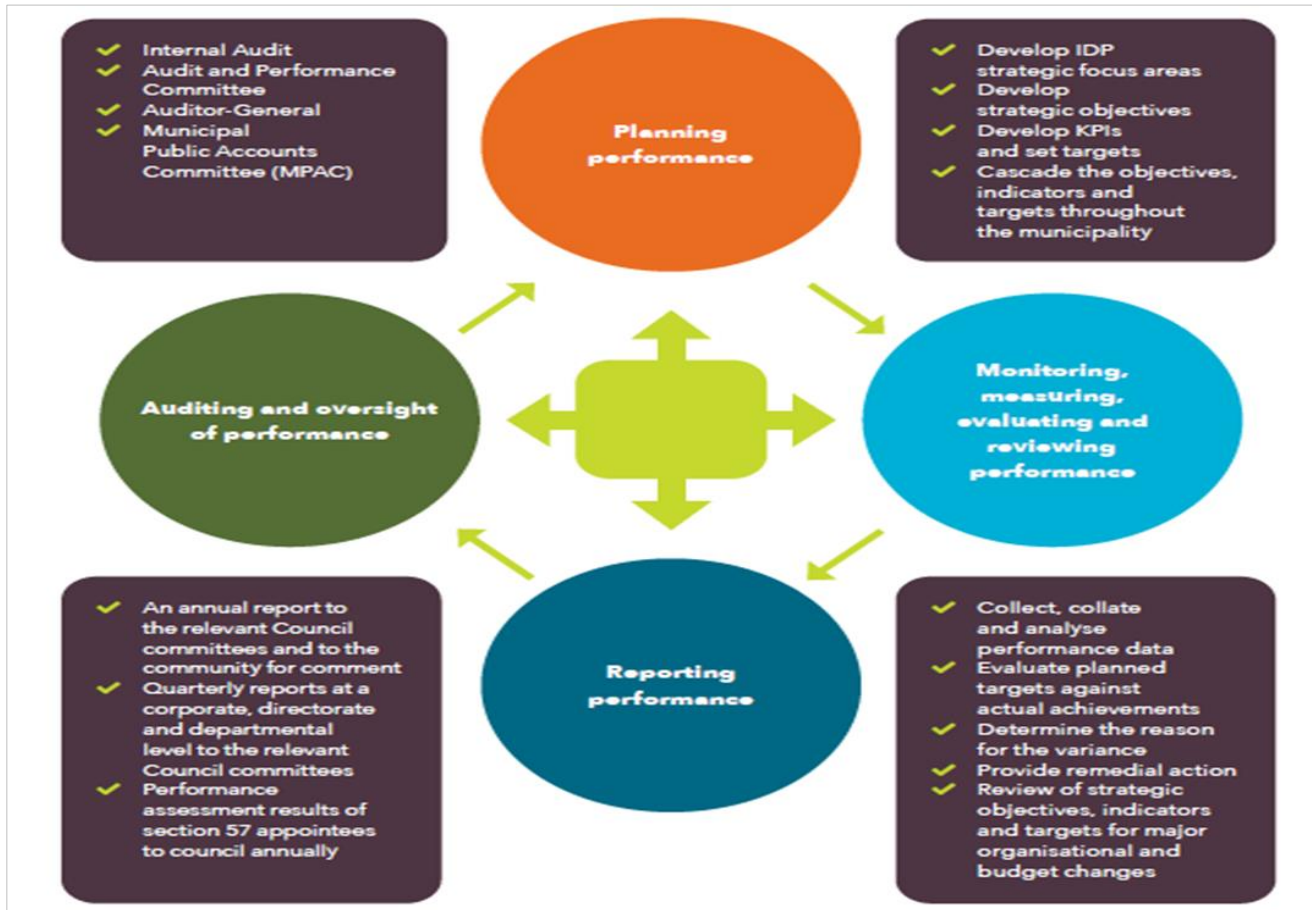 Internal Audit
Audit and Performance
Committee
Auditor-General
Municipal
Public Accounts
Committee (MPAC)
Planning
performance
Develop IDP
strategic focus areas
Develop
strategic objectives
Develop KPIs
and set targets
Cascade the objectives,
indicators and
targets throughout
the municipality
Auditing and oversight
of performance
Monitoring,
measuring,
evaluating and
reviewing
performance
An annual report to
the relevant Council
committees and to the
community for comment
Quarterly reports at a
corporate, directorate
and departmental
level to the relevant
Council committees
Performance
assessment results of
section 57 appointees
to council annually
Reporting
performance
Collect, collate
and analyse
performance data
Evaluate planned
targets against
actual achievements
Determine the reason
for the variance
Provide remedial action
Review of strategic
objectives, indicators
and targets for major
organisational and
budget changes